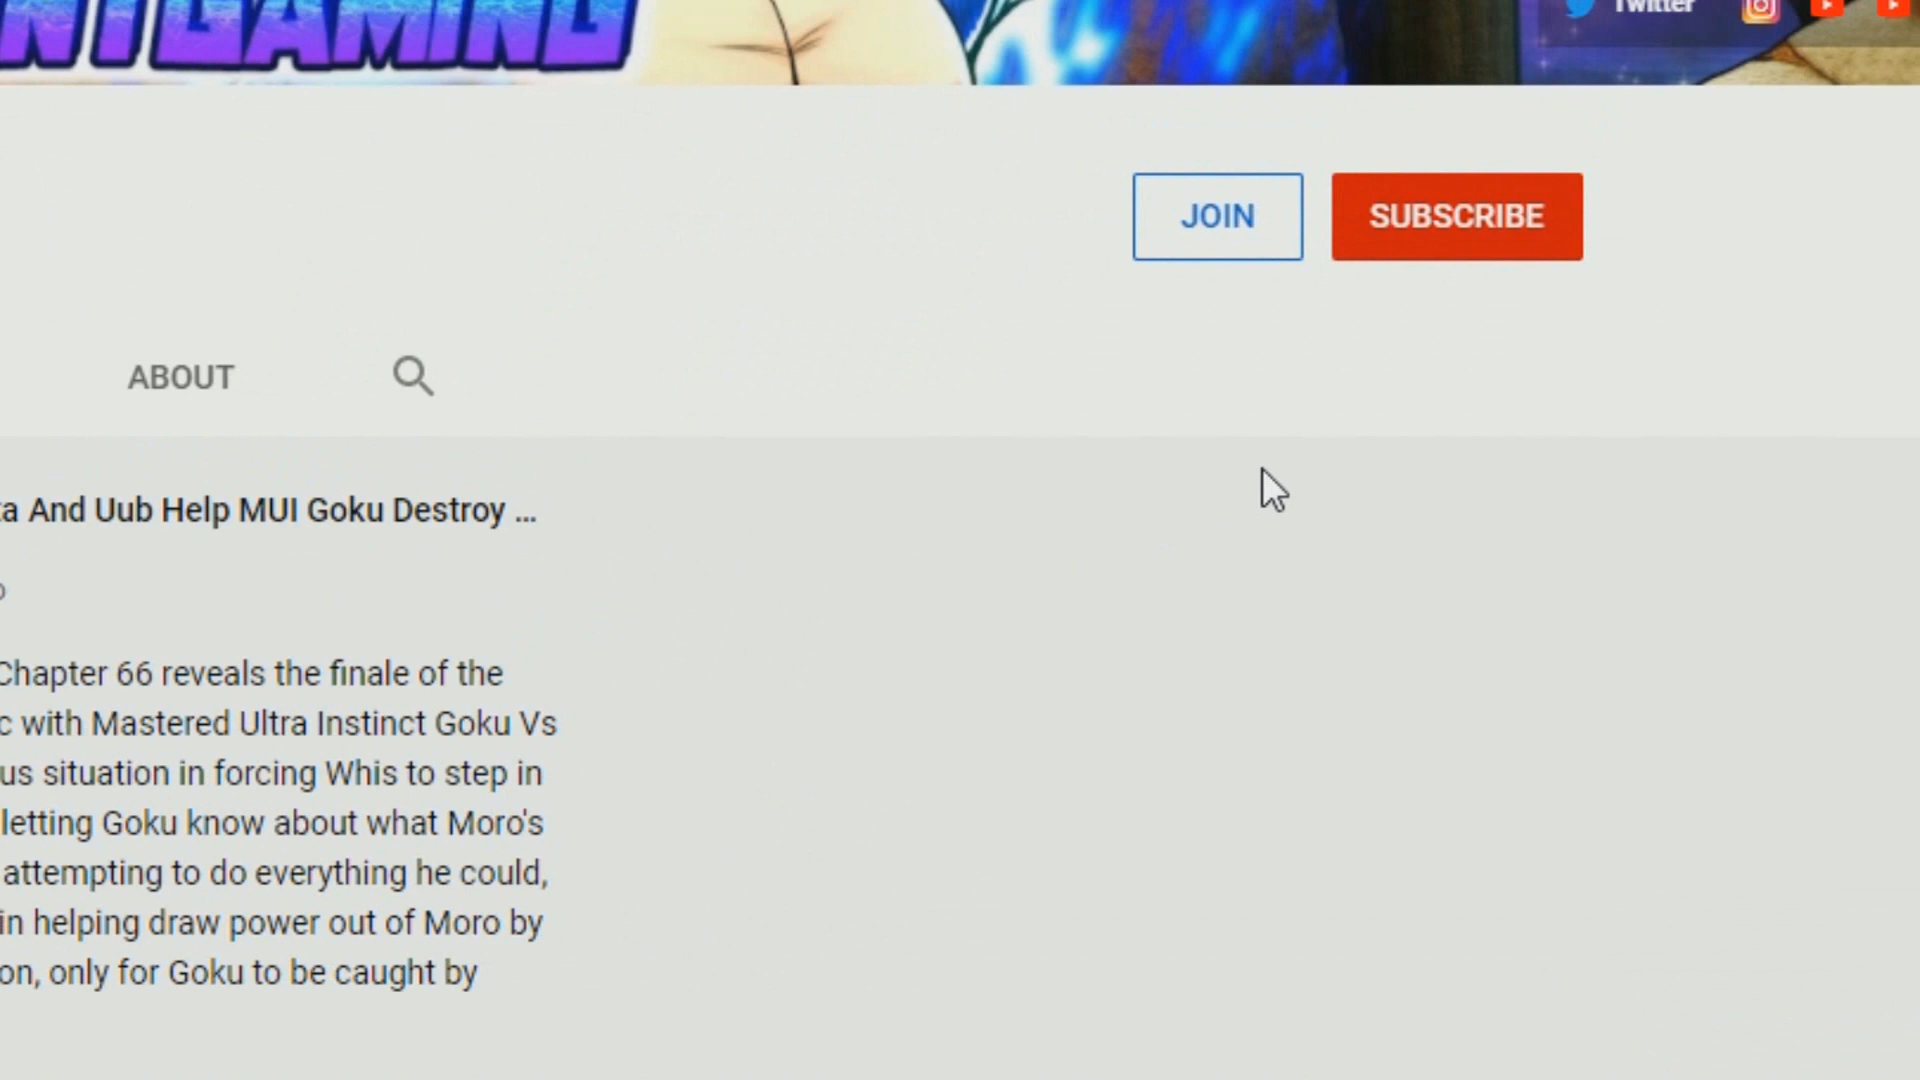 NTGAMING
Twitter
JOIN
SUBSCRIBE
ABOUT
And Uub Help MUI Goku Destroy ...
Chapter 66 reveals the finale of the
with Mastered Ultra Instinct Goku Vs
us situation in forcing Whis to step in
letting Goku know about what Moro's
attempting to do everything he could,
in helping draw power out of Moro by
on, only for Goku to be caught by